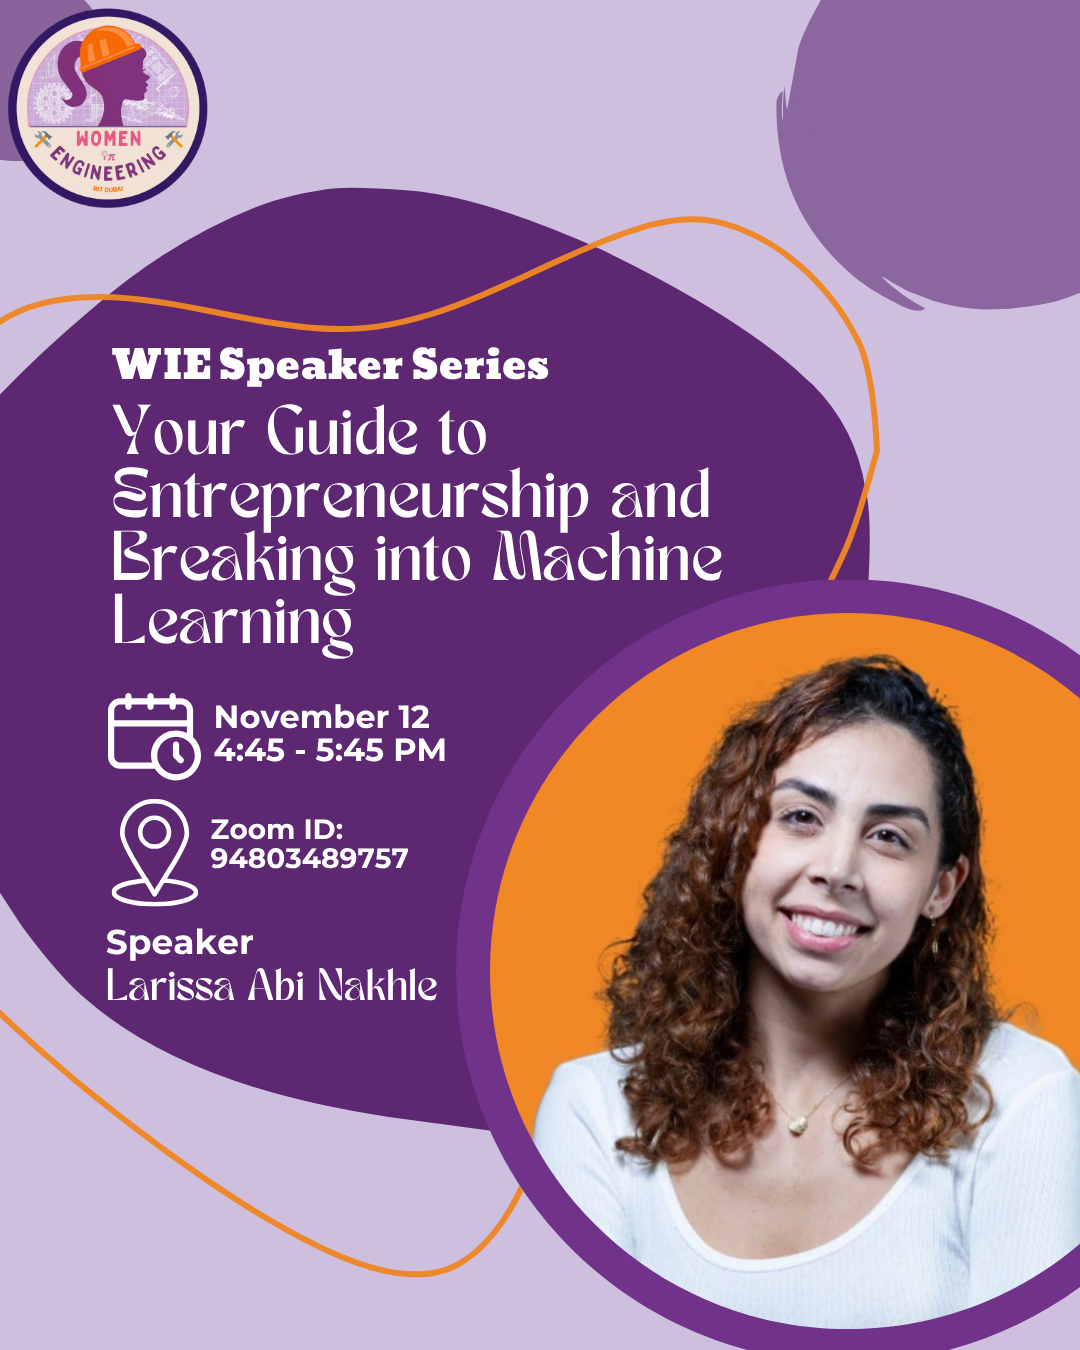 WOMEN
in
ENGINEERING
RIT DUBAI
WIE Speaker Series
Your Guide to
Entrepreneurship and
Breaking into Machine
Learning
November 12
4:45 - 5:45 PM
Zoom ID:
94803489757
Speaker
Larissa Abi Nakhle